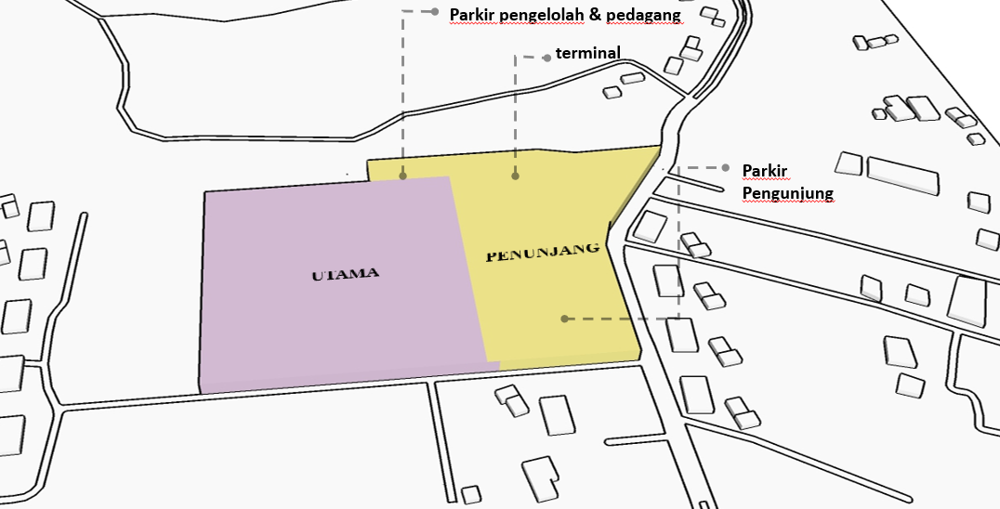 Parkir pengelolah & pedagang
terminal
Parkir
Pengunjung
PENUNJANG
UTAMA